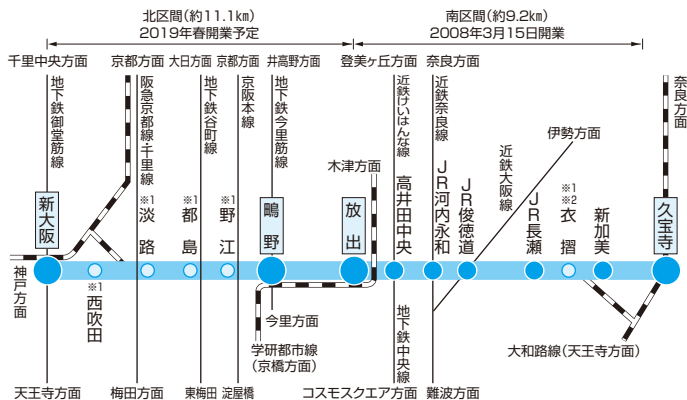 北区間(約11.1㎞)
2019年春開業予定
南区間(約9.2㎞)
2008年3月15日開業
千里中央方面
京都方面
大日方面
京都方面
井高野方面
登美ヶ丘方面
奈良方面
奈良方面
地下鉄御堂筋線
阪急京都線・千里線
地下鉄谷町線
京阪本線
地下鉄今里筋線
近鉄けいはんな線
近鉄奈良線
近鉄大阪線
伊勢方面
木津方面
新大阪
※1
西吹田
※1
淡路
※1
都島
※1
野江
鴫野
放出
高井田中央
JR河内永和
JR俊徳道
JR長瀬
※1
※2
衣摺
新加美
久宝寺
神戸方面
今里方面
学研都市線
(京橋方面)
地下鉄中央線
大和路線(天王寺方面)
天王寺方面
梅田方面
東梅田
淀屋橋
コスモスクエア方面
難波方面